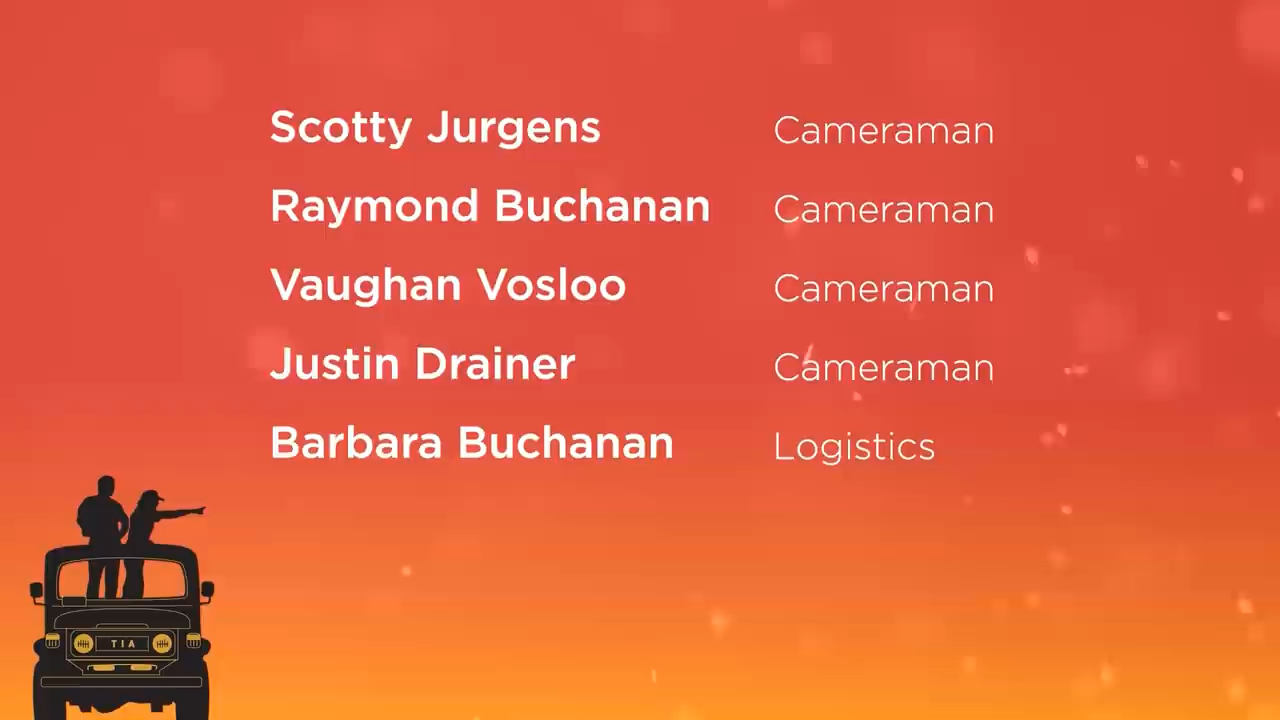 Scotty Jurgens Cameraman
Raymond Buchanan Cameraman
Vaughan Vosloo Cameraman
Justin Drainer Cameraman
Barbara Buchanan Logistics
TIA